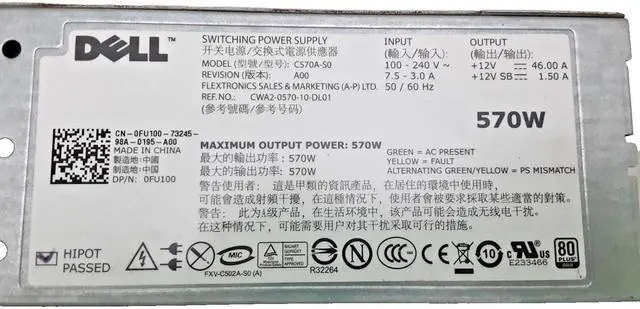 DELL
SWITCHING POWER SUPPLY
开关电源/交換式電源供應器
MODEL (型號/型号): C570A-S0
REVISION (版本): A00
FLEXTRONICS SALES & MARKETING (A-P) LTD.
REF.NO.: CWA2-0570-10-DL01
(參考號碼/参考号码)
INPUT
(輸入/输入)
100 - 240 V~
7.5 - 3.0 A
50 / 60 Hz
OUTPUT
(輸出/输出)
+12V 46.00 A
+12V SB 1.50 A
570W
CN-0FU100-73245-
98A-0195-A00
MADE IN CHINA
製造地: 中國
制造地: 中国
DP/N: 0FU100
MAXIMUM OUTPUT POWER: 570W
最大的輸出功率: 570W
最大的输出功率: 570W
GREEN = AC PRESENT
YELLOW = FAULT
ALTERNATING GREEN/YELLOW = PS MISMATCH
警告使用者: 這是甲類的資訊產品，在居住的環境中使用時
可能會造成射頻干擾，在這種情況下，使用者會被要求採取某些適當的對策。
警告: 此为A级产品，在生活环境中，该产品可能会造成无线电干扰。
在这种情况下，可能需要用户对其干扰采取可行的措施。
HIPOT
PASSED
MIC
FXV-C502A-S0 (A)
R32264
N
CCC
CE
10
c UL us
E233466
80
PLUS
GOLD